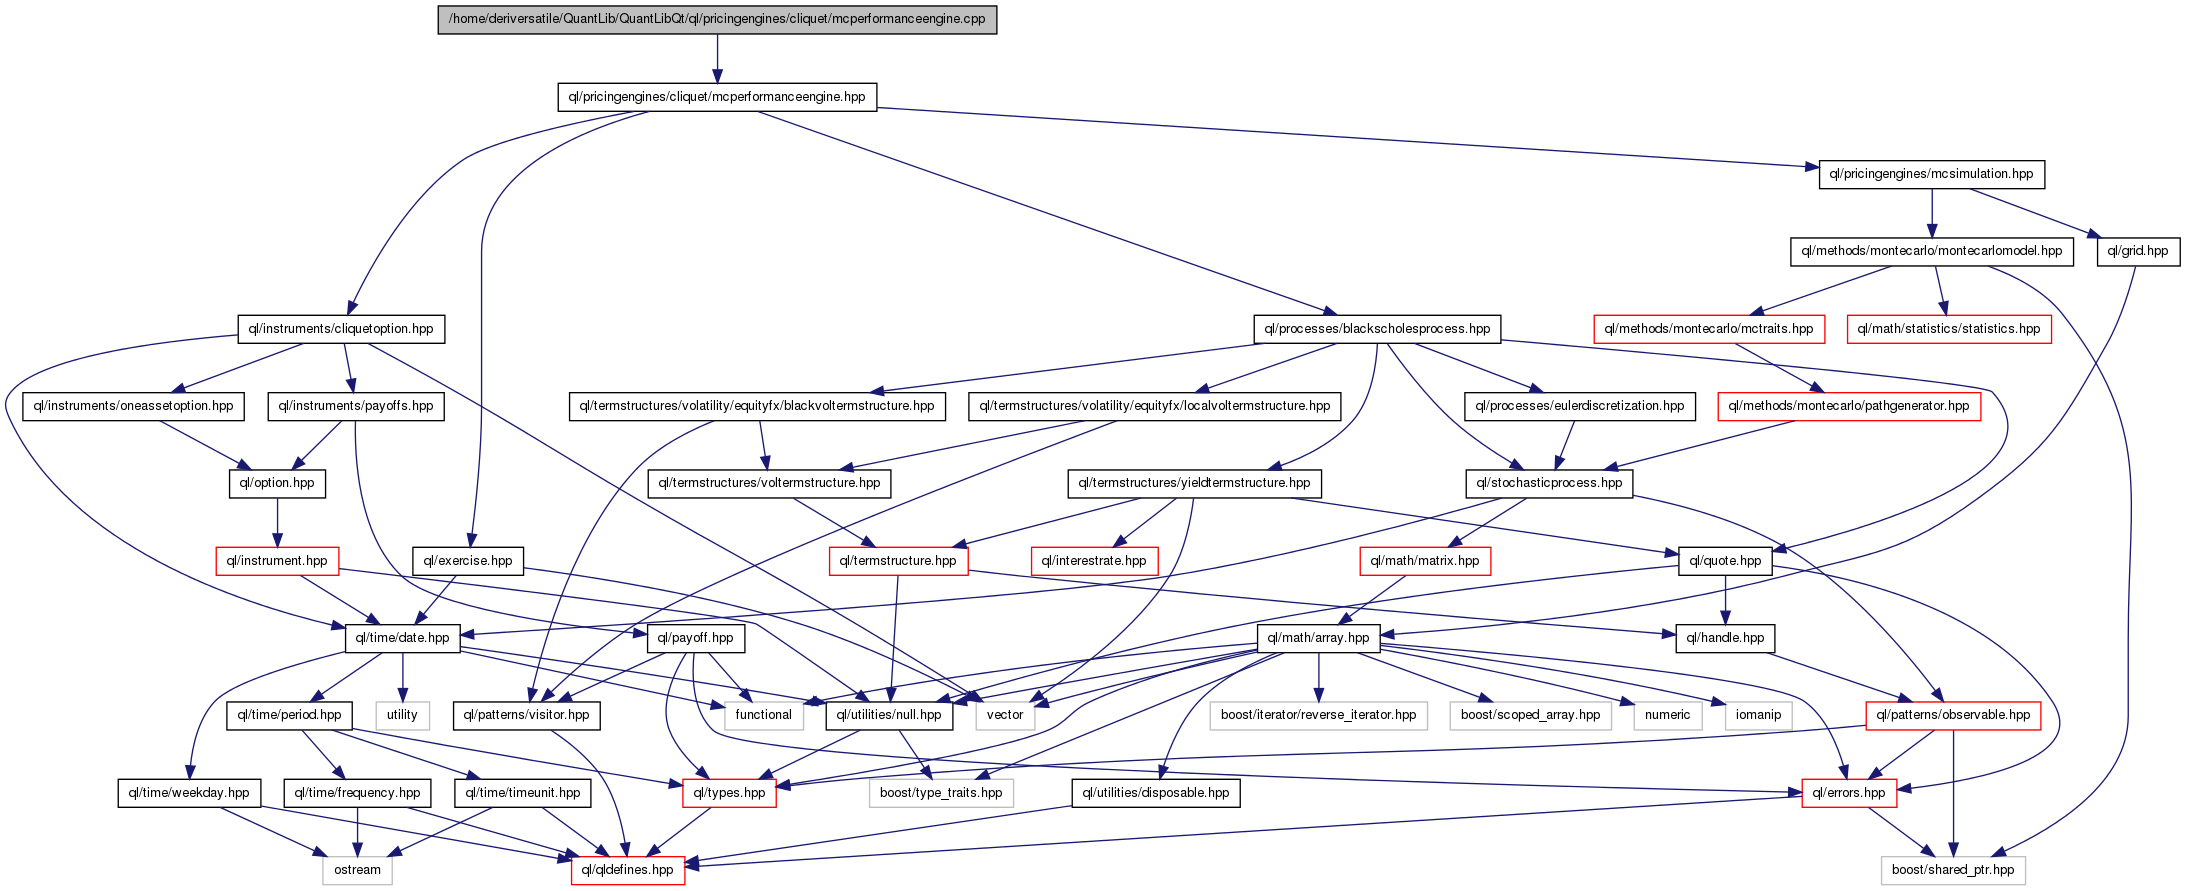 /home/deriversatile/QuantLib/QuantLibQt/ql/pricingengines/cliquet/mcperformanceengine.cpp
ql/pricingengines/cliquet/mcperformanceengine.hpp
ql/pricingengines/mcsimulation.hpp
ql/methods/montecarlo/montecarlomodel.hpp
ql/grid.hpp
ql/instruments/cliquetoption.hpp
ql/processes/blackscholesprocess.hpp
ql/methods/montecarlo/mctraits.hpp
ql/math/statistics/statistics.hpp
ql/instruments/oneassetoption.hpp
ql/instruments/payoffs.hpp
ql/termstructures/volatility/equityfx/blackvoltermstructure.hpp
ql/termstructures/volatility/equityfx/localvoltermstructure.hpp
ql/processes/eulerdiscretization.hpp
ql/methods/montecarlo/pathgenerator.hpp
ql/option.hpp
ql/termstructures/voltermstructure.hpp
ql/termstructures/yieldtermstructure.hpp
ql/stochasticprocess.hpp
ql/instrument.hpp
ql/exercise.hpp
ql/termstructure.hpp
ql/interestrate.hpp
ql/math/matrix.hpp
ql/quote.hpp
ql/time/date.hpp
ql/payoff.hpp
ql/math/array.hpp
ql/handle.hpp
ql/time/period.hpp
utility
ql/patterns/visitor.hpp
functional
ql/utilities/null.hpp
vector
boost/iterator/reverse_iterator.hpp
boost/scoped_array.hpp
numeric
iomanip
ql/patterns/observable.hpp
ql/time/weekday.hpp
ql/time/frequency.hpp
ql/time/timeunit.hpp
ql/types.hpp
boost/type_traits.hpp
ql/utilities/disposable.hpp
ql/errors.hpp
ostream
ql/qldefines.hpp
boost/shared_ptr.hpp